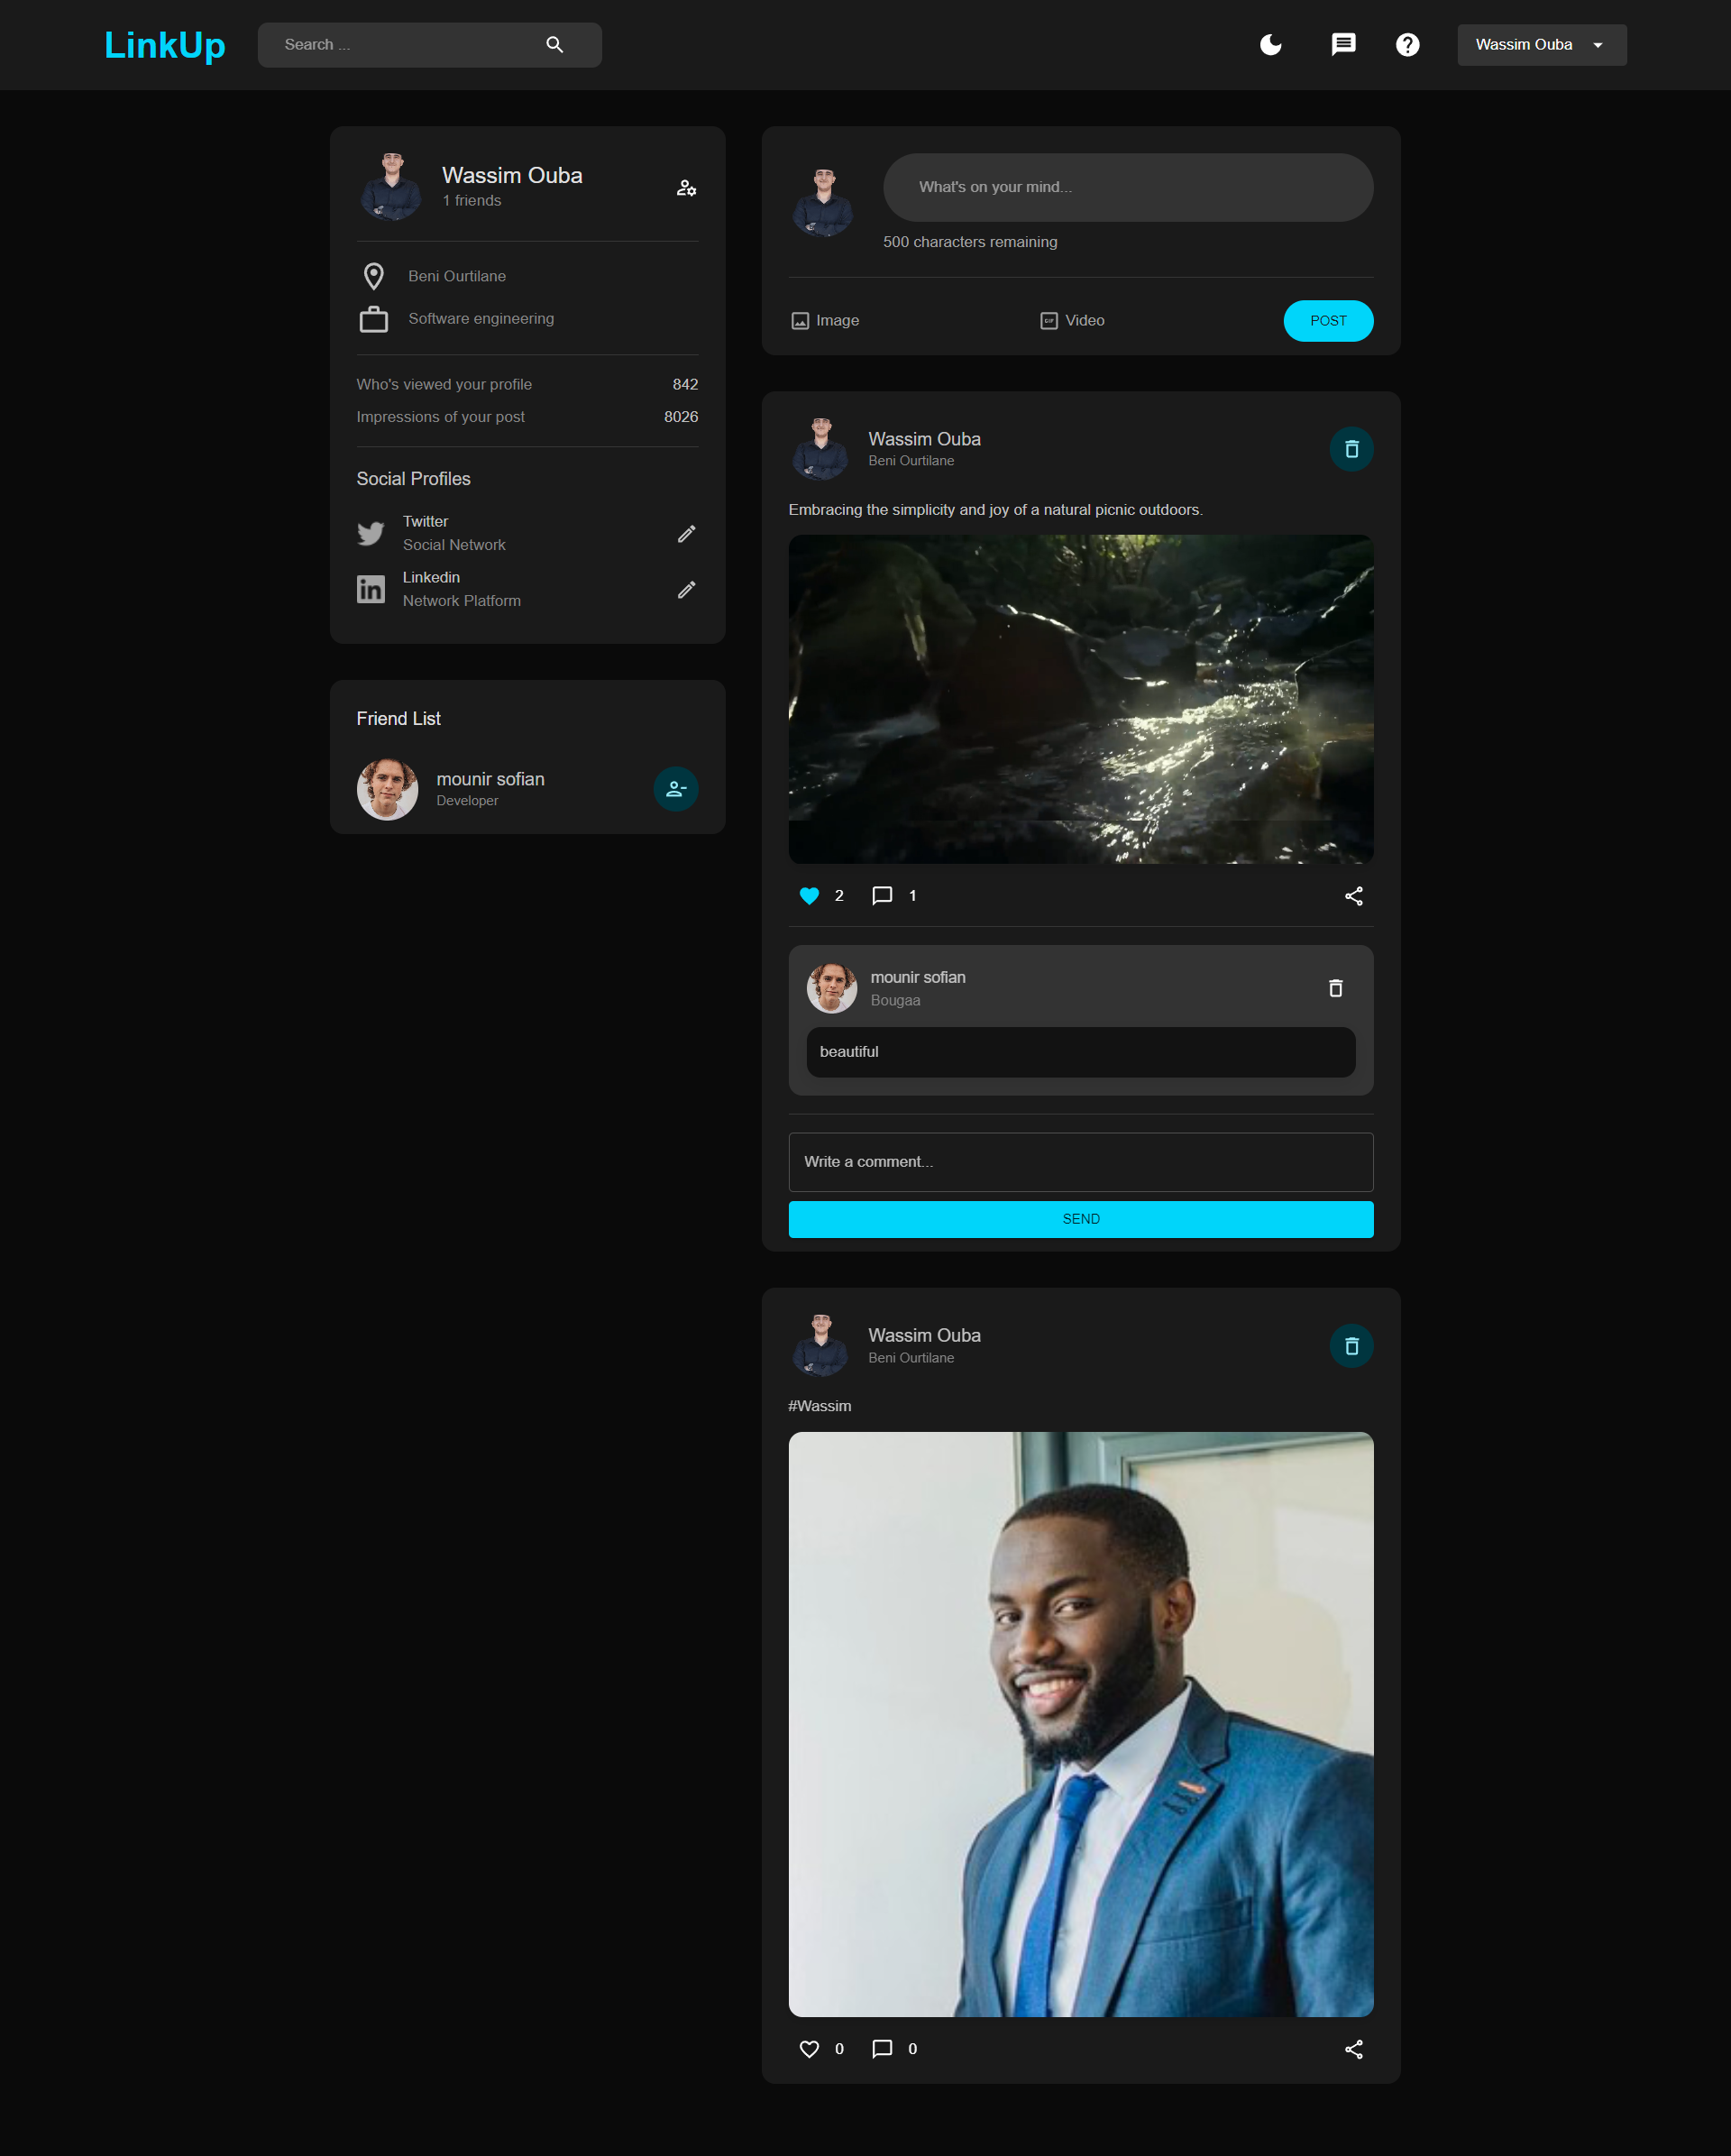 LinkUp
Search ...
Wassim Ouba
Wassim Ouba
1 friends
Beni Ourtilane
Software engineering
Who's viewed your profile 842
Impressions of your post 8026
Social Profiles
Twitter
Social Network
Linkedin
Network Platform
Friend List
mounir sofian
Developer
What's on your mind...
500 characters remaining
Image
GIF
Video
POST
Wassim Ouba
Beni Ourtilane
Embracing the simplicity and joy of a natural picnic outdoors.
2 1
mounir sofian
Bougaa
beautiful
Write a comment...
SEND
Wassim Ouba
Beni Ourtilane
#Wassim
0 0